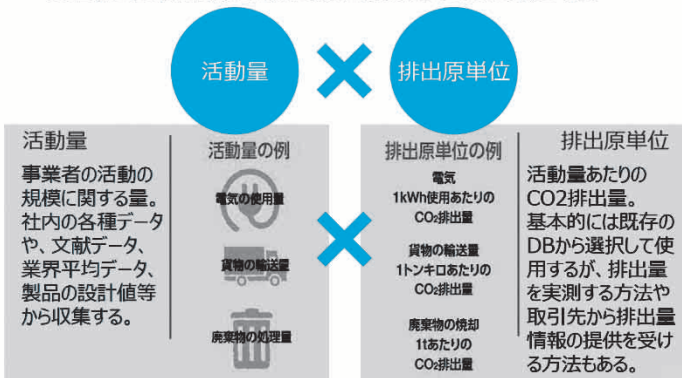 活動量
排出原単位
活動量
事業者の活動の
規模に関する量。
社内の各種データ
や、文献データ、
業界平均データ、
製品の設計値等
から収集する。
活動量の例
電気の使用量
貨物の輸送量
廃棄物の処理量
排出原単位の例
電気
1kWh使用あたりの
CO₂排出量
貨物の輸送量
1トンキロあたりの
CO₂排出量
廃棄物の焼却
1tあたりの
CO₂排出量
排出原単位
活動量あたりの
CO2排出量。
基本的には既存の
DBから選択して使
用するが、排出量
を実測する方法や
取引先から排出量
情報の提供を受け
る方法もある。